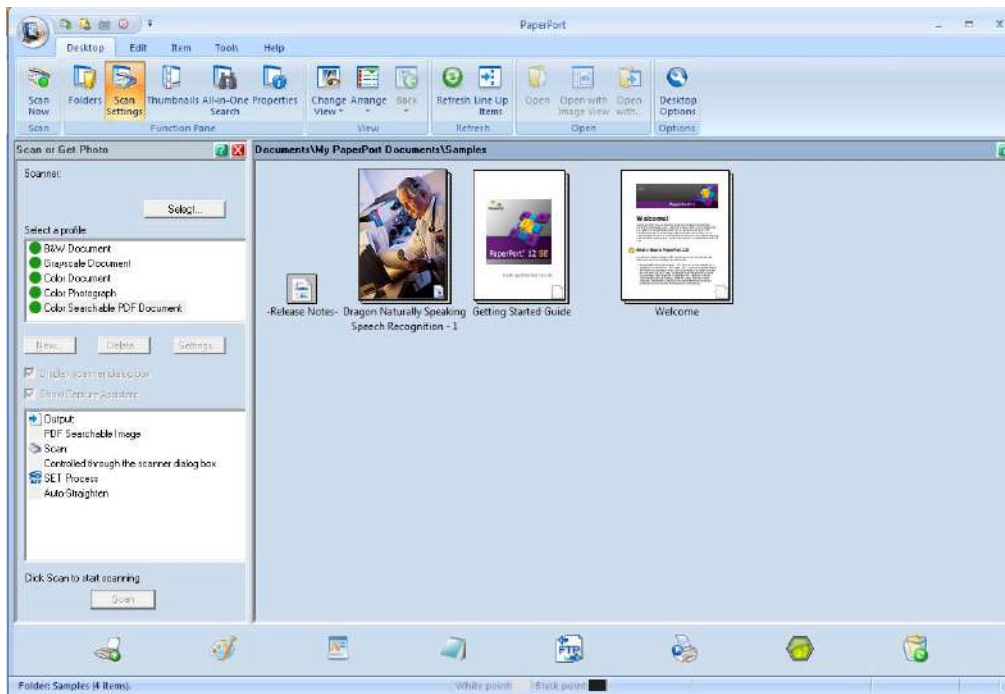 PaperPort
Desktop Edit Item Tools Help
Scan Now
Folders
Scan Settings
Thumbnails
All-in-One Search
Properties
Change View
Arrange
Back
Refresh
Line Up Items
Open
Open with Image View
Open with...
Desktop Options
Scan
Function Pane
View
Refresh
Open
Options
Scan or Get Photo
Documents\My PaperPort Documents\Samples
Scanner:
Select...
Select a profile:
B&W Document
Grayscale Document
Color Document
Color Photograph
Color Searchable PDF Document
New...
Delete
Settings...
Display scanner dialog box
Show Capture Assistant
Output:
PDF Searchable Image
Scan
Controlled through the scanner dialog box
SET Process
Auto-Straighten
Click Scan to start scanning.
Scan
PaperPort 12 SE
Welcome!
-Release Notes-
Dragon Naturally Speaking
Speech Recognition - 1
Getting Started Guide
Welcome
FTP
Folder: Samples (4 Items).
White point:
Black point: